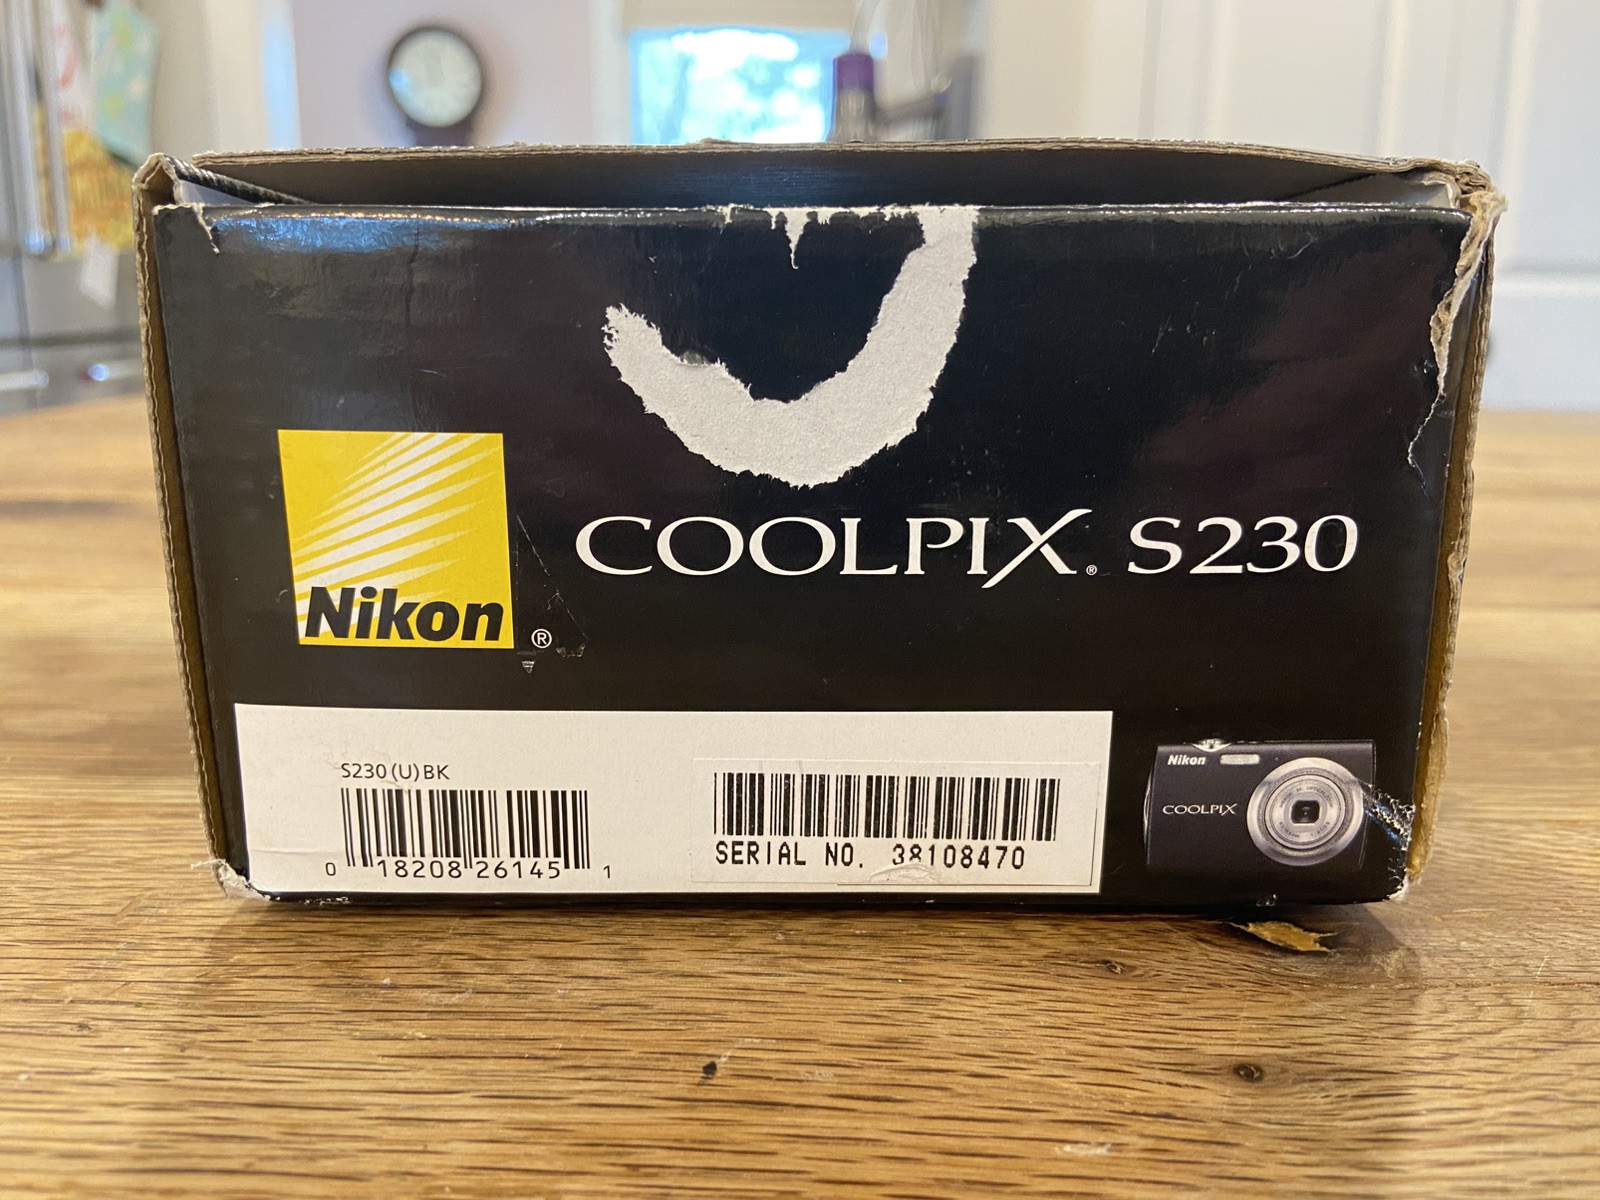 Nikon ®
COOLPIX® S230
S230(U)BK
0 18208 26145 1
SERIAL NO. 38108470
Nikon
COOLPIX